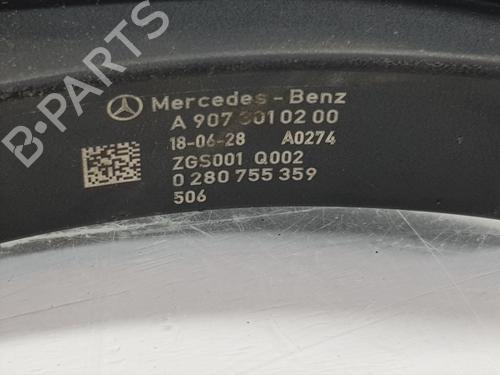 Mercedes-Benz
A 907 301 02 00
18-06-28 A0274
ZGS001 Q002
0 280 755 359
506
B-PARTS